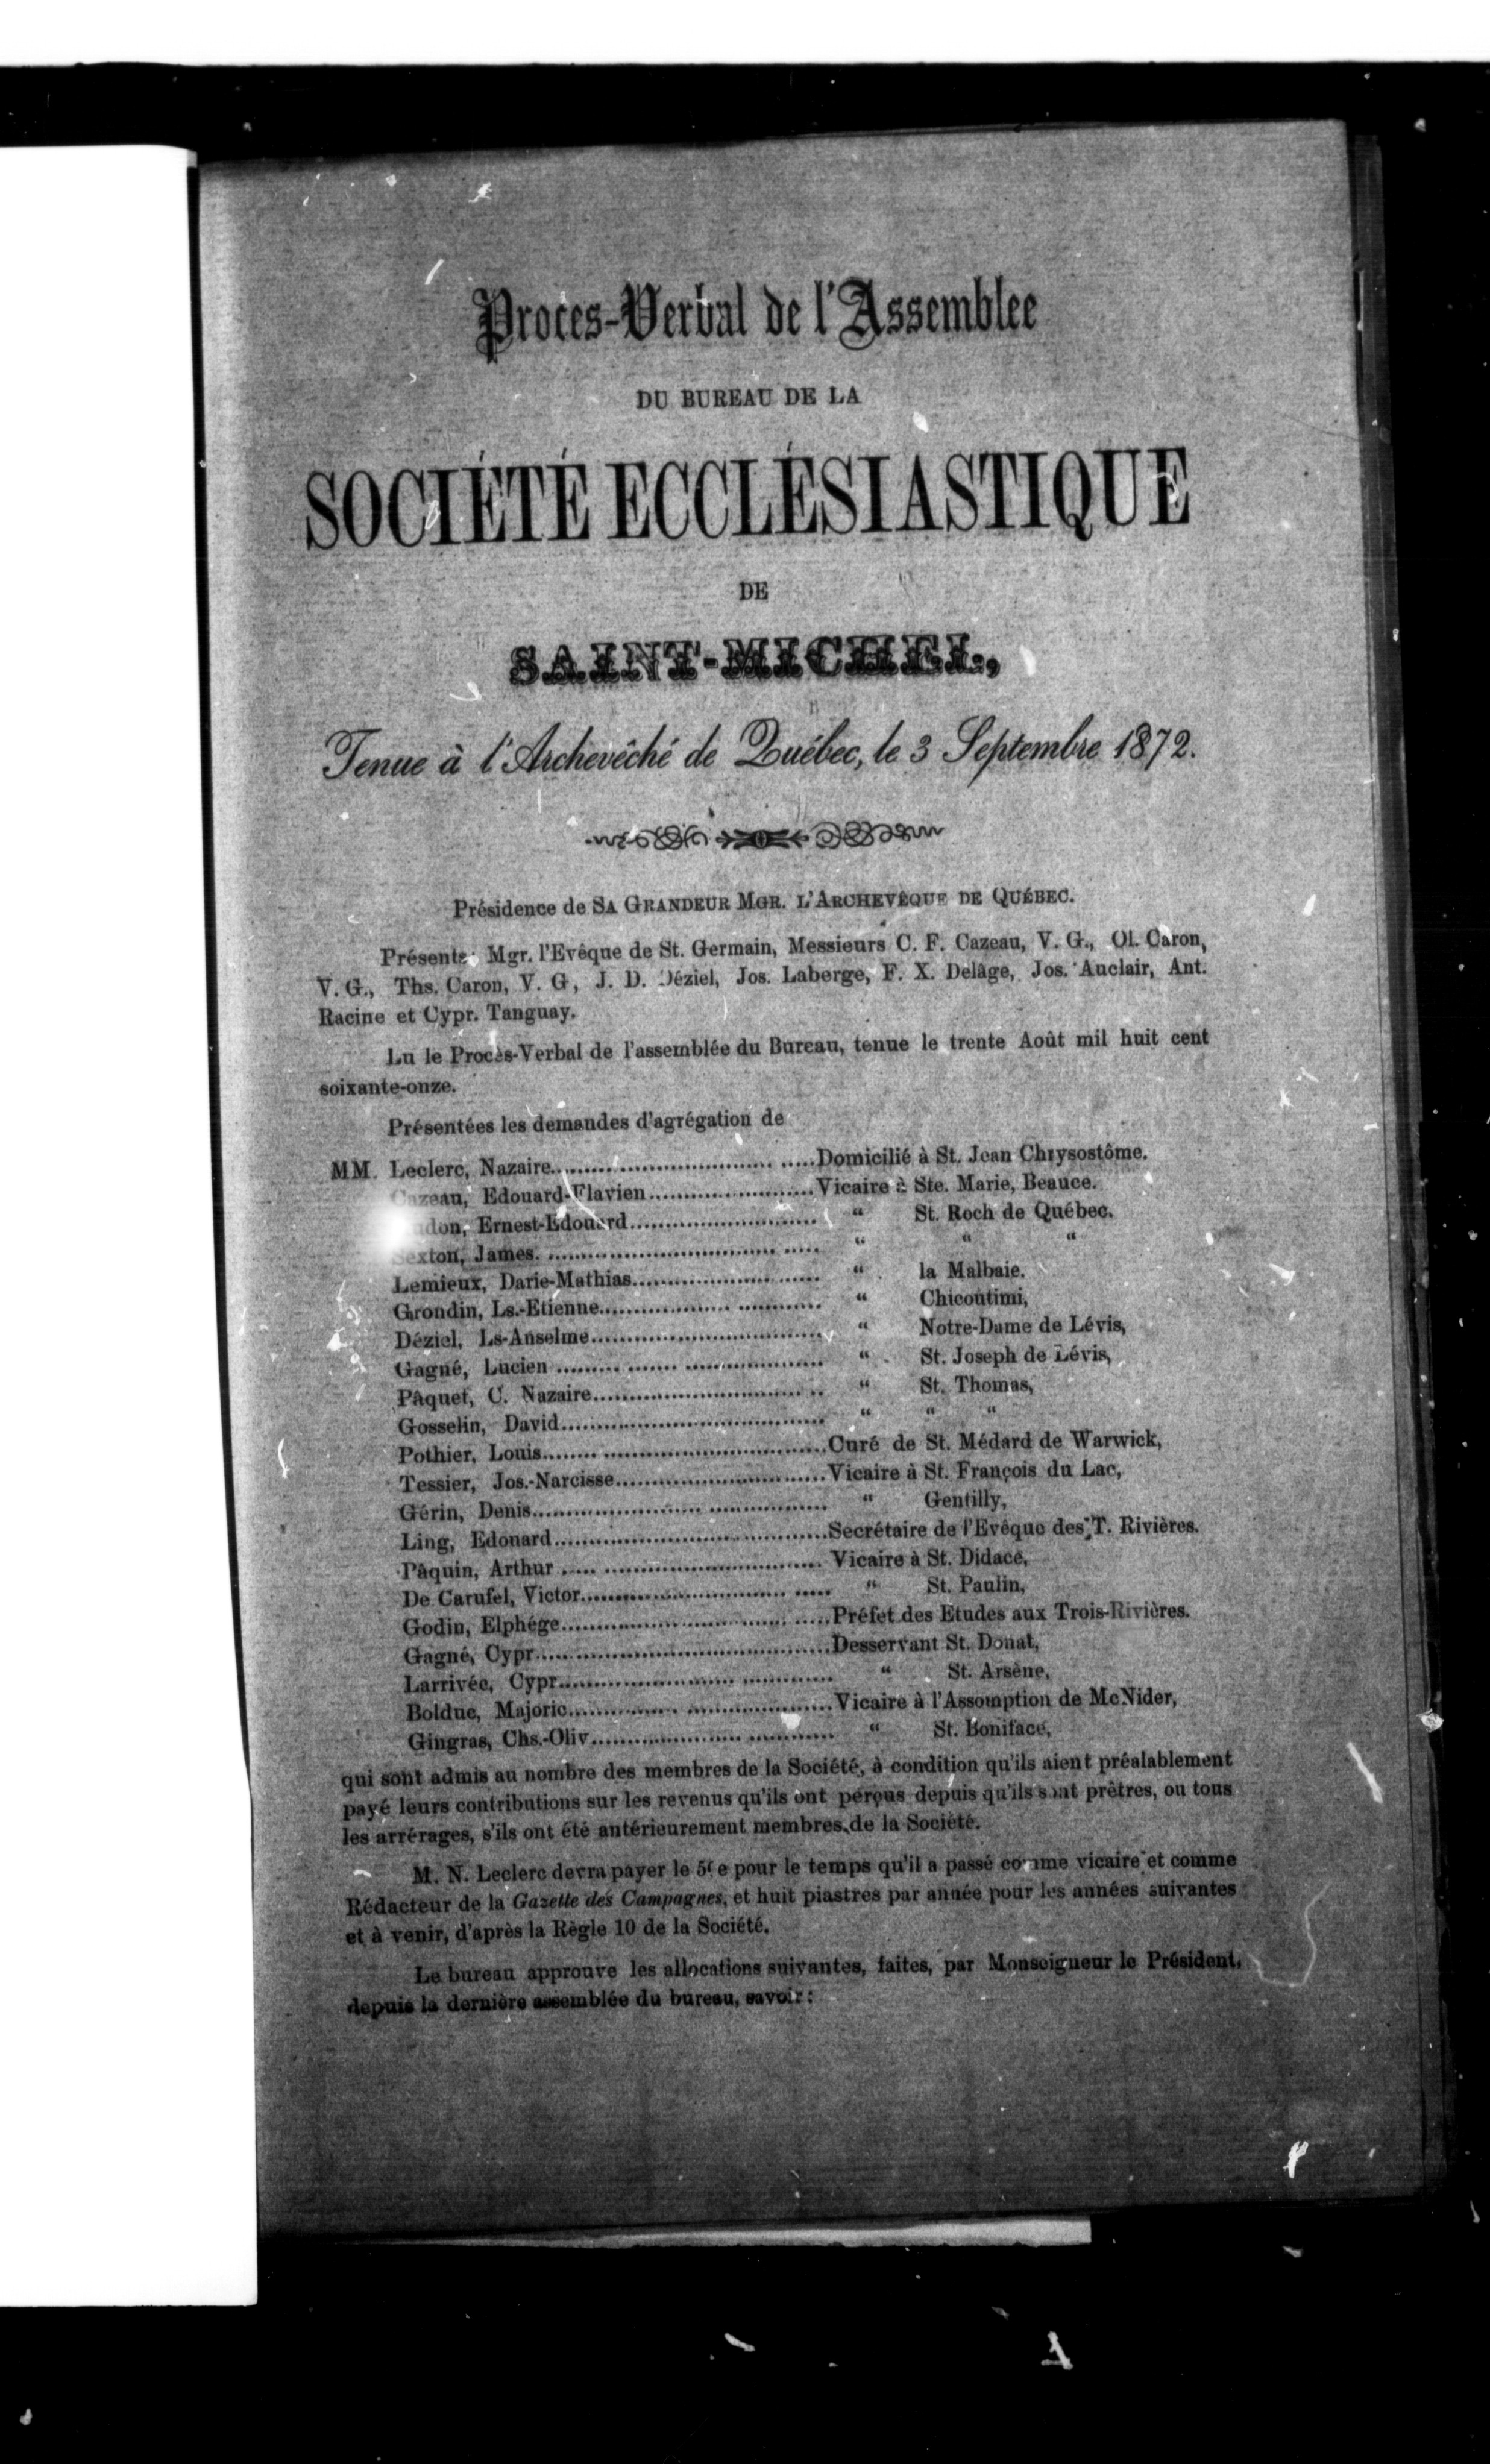 Proces-Verbal de l'Assemblee
DU BUREAU DE LA
SOCIÉTÉ ECCLÉSIASTIQUE
DE
SAINT-MICHEL,
Tenue à l'Archevêché de Québec, le 3 Septembre 1872.
Présidence de SA GRANDEUR MGR. L'ARCHEVÊQUE DE QUÉBEC.
Présents: Mgr. l'Evêque de St. Germain, Messieurs C. F. Cazeau, V. G., Ol. Caron,
V. G., Ths. Caron, V. G, J. D. Déziel, Jos. Laberge, F. X. Delâge, Jos. Auclair, Ant.
Racine et Cypr. Tanguay.
Lu le Procès-Verbal de l'assemblée du Bureau, tenue le trente Août mil huit cent
soixante-onze.
Présentées les demandes d'agrégation de
MM. Leclerc, Nazaire..............Domicilié à St. Jean Chrysostôme.
Cazeau, Edouard-Flavien..............Vicaire à Ste. Marie, Beauce.
Ernest-Edouard.............. " St. Roch de Québec.
Sexton, James. .............. " " "
Lemieux, Darie-Mathias.............. " la Malbaie.
Grondin, Ls.-Etienne.............. " Chicoutimi,
Déziel, Ls-Anselme.............. " Notre-Dame de Lévis,
Gagné, Lucien .............. " St. Joseph de Lévis,
Pâquet, C. Nazaire.............. " St. Thomas,
Gosselin, David.............. " " "
Pothier, Louis..............Curé de St. Médard de Warwick,
Tessier, Jos.-Narcisse..............Vicaire à St. François du Lac,
Gérin, Denis.............. " Gentilly,
Ling, Edouard..............Secrétaire de l'Evêque des T. Rivières.
Pâquin, Arthur .............. Vicaire à St. Didace,
De Carufel, Victor.............. " St. Paulin,
Godin, Elphége..............Préfet des Etudes aux Trois-Rivières.
Gagné, Cypr..............Desservant St. Donat,
Larrivée, Cypr.............. " St. Arsène,
Bolduc, Majoric..............Vicaire à l'Assomption de McNider,
Gingras, Chs.-Oliv.............. " St. Boniface,
qui sont admis au nombre des membres de la Société, à condition qu'ils aient préalablement
payé leurs contributions sur les revenus qu'ils ont perçus depuis qu'ils sont prêtres, ou tous
les arrérages, s'ils ont été antérieurement membres de la Société.
M. N. Leclerc devra payer le pour le temps qu'il a passé comme vicaire et comme
Rédacteur de la Gazette des Campagnes, et huit piastres par année pour les années suivantes
et à venir, d'après la Règle 10 de la Société.
Le bureau approuve les allocations suivantes, faites, par Monseigneur le Président,
depuis la dernière assemblée du bureau, savoir: